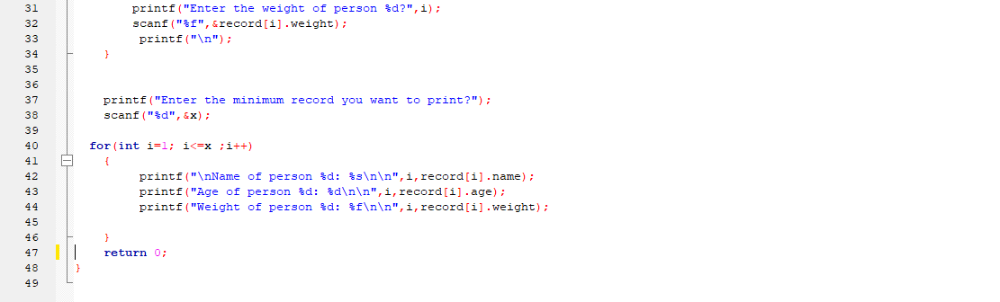 31 printf("Enter the weight of person %d?",i);
32 scanf("%f",&record[i].weight);
33 printf("\n");
34 }
35
36
37 printf("Enter the minimum record you want to print?");
38 scanf("%d",&x);
39
40 for(int i=1; i<=x ;i++)
41 {
42 printf("\nName of person %d: %s\n\n",i,record[i].name);
43 printf("Age of person %d: %d\n\n",i,record[i].age);
44 printf("Weight of person %d: %f\n\n",i,record[i].weight);
45
46 }
47 return 0;
48 }
49